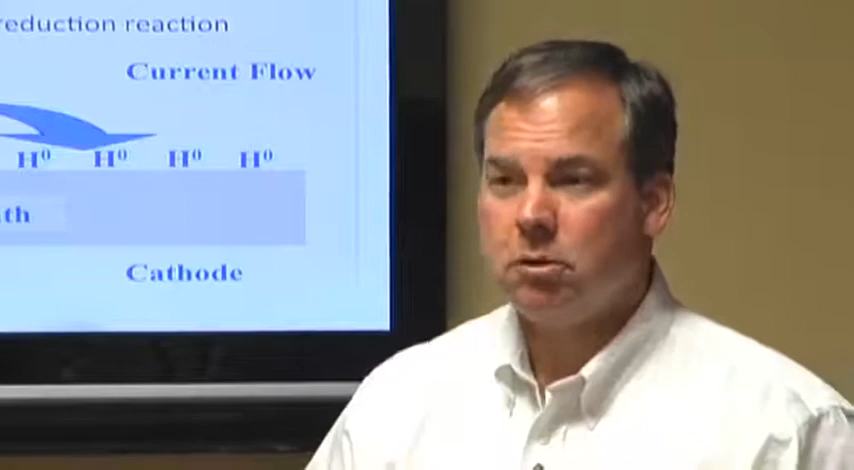 reduction reaction
Current Flow
H⁰ H⁰ H⁰ H⁰
Cathode